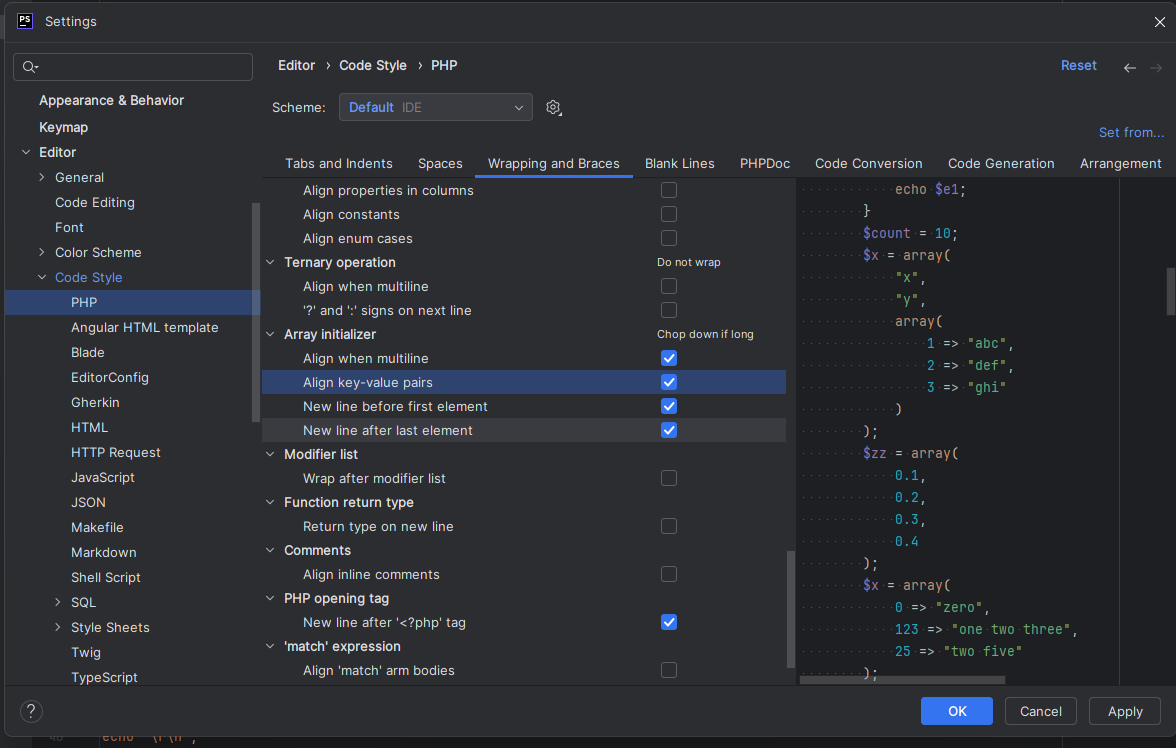 PS Settings
Editor › Code Style › PHP
Reset
Appearance & Behavior
Keymap
Editor
General
Code Editing
Font
Color Scheme
Code Style
PHP
Angular HTML template
Blade
EditorConfig
Gherkin
HTML
HTTP Request
JavaScript
JSON
Makefile
Markdown
Shell Script
SQL
Style Sheets
Twig
TypeScript
Scheme: Default IDE
Set from...
Tabs and Indents Spaces Wrapping and Braces Blank Lines PHPDoc Code Conversion Code Generation Arrangement
Align properties in columns
Align constants
Align enum cases
Ternary operation Do not wrap
Align when multiline
'?' and ':' signs on next line
Array initializer Chop down if long
Align when multiline
Align key-value pairs
New line before first element
New line after last element
Modifier list
Wrap after modifier list
Function return type
Return type on new line
Comments
Align inline comments
PHP opening tag
New line after '<?php' tag
'match' expression
Align 'match' arm bodies
echo $e1;
}
$count = 10;
$x = array(
"x",
"y",
array(
1 => "abc",
2 => "def",
3 => "ghi"
)
);
$zz = array(
0.1,
0.2,
0.3,
0.4
);
$x = array(
0 => "zero",
123 => "one two three",
25 => "two five"
);
? OK Cancel Apply